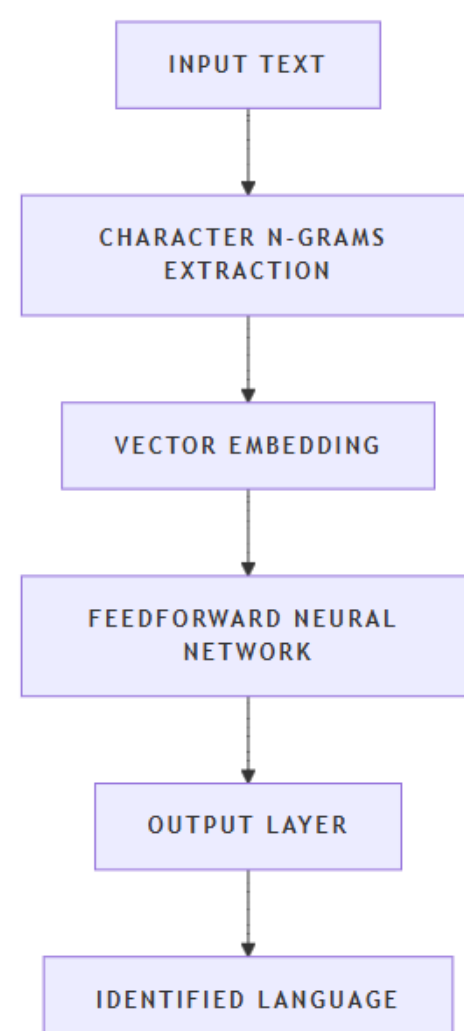 INPUT TEXT
CHARACTER N-GRAMS
EXTRACTION
VECTOR EMBEDDING
FEEDFORWARD NEURAL
NETWORK
OUTPUT LAYER
IDENTIFIED LANGUAGE